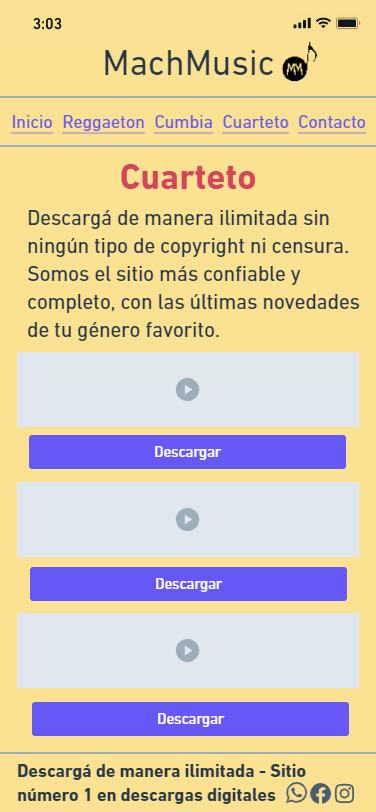 3:03
MachMusic MM
Inicio Reggaeton Cumbia Cuarteto Contacto
Cuarteto
Descargá de manera ilimitada sin
ningún tipo de copyright ni censura.
Somos el sitio más confiable y
completo, con las últimas novedades
de tu género favorito.
Descargar
Descargar
Descargar
Descargá de manera ilimitada - Sitio
número 1 en descargas digitales